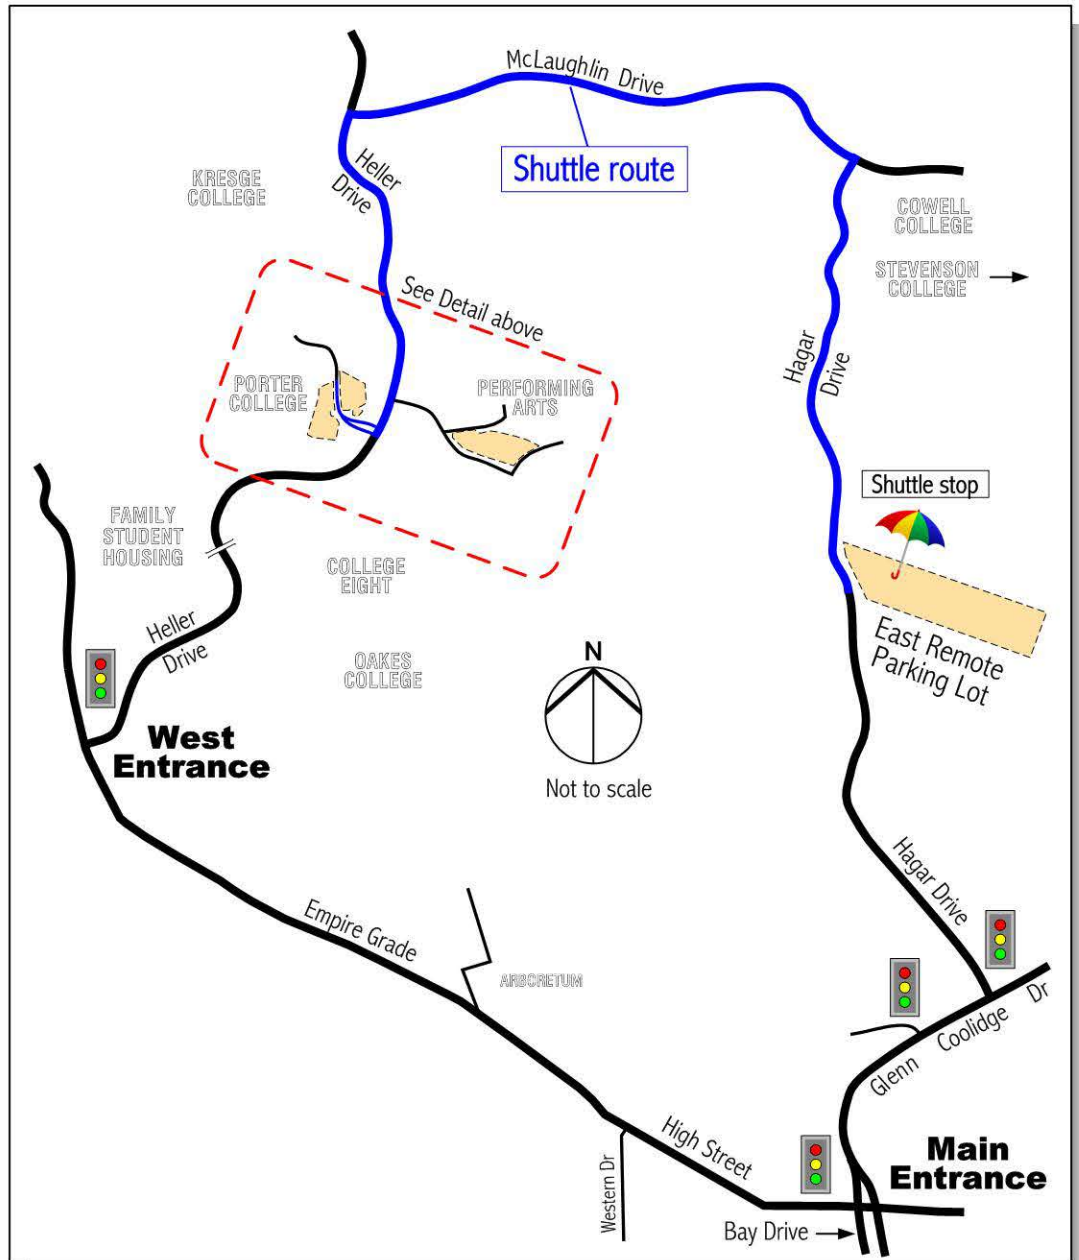 McLaughlin Drive
Shuttle route
Heller
Drive
KRESGE
COLLEGE
COWELL
COLLEGE
STEVENSON
COLLEGE
See Detail above
Hagar
Drive
PORTER
COLLEGE
PERFORMING
ARTS
Shuttle stop
FAMILY
STUDENT
HOUSING
COLLEGE
EIGHT
Heller
Drive
East Remote
Parking Lot
OAKES
COLLEGE
N
West
Entrance
Not to scale
Hagar Drive
Empire Grade
ARBORETUM
Glenn Coolidge Dr
High Street
Western Dr
Main
Entrance
Bay Drive